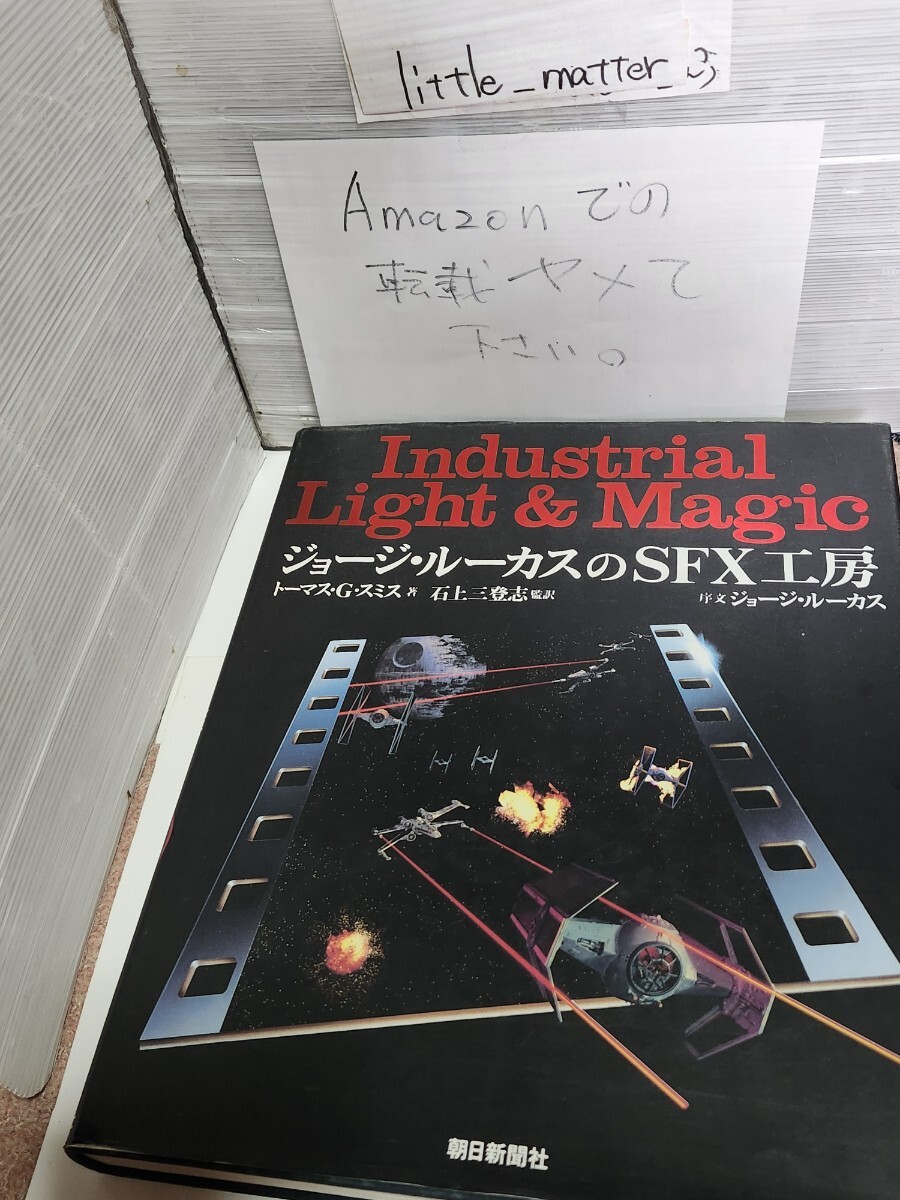 little_matter_
Amazonでの
転載ヤメて
下さい。
Industrial
Light & Magic
ジョージ・ルーカスのSFX工房
トーマス・G・スミス著 石上三登志監訳 序文ジョージ・ルーカス
朝日新聞社